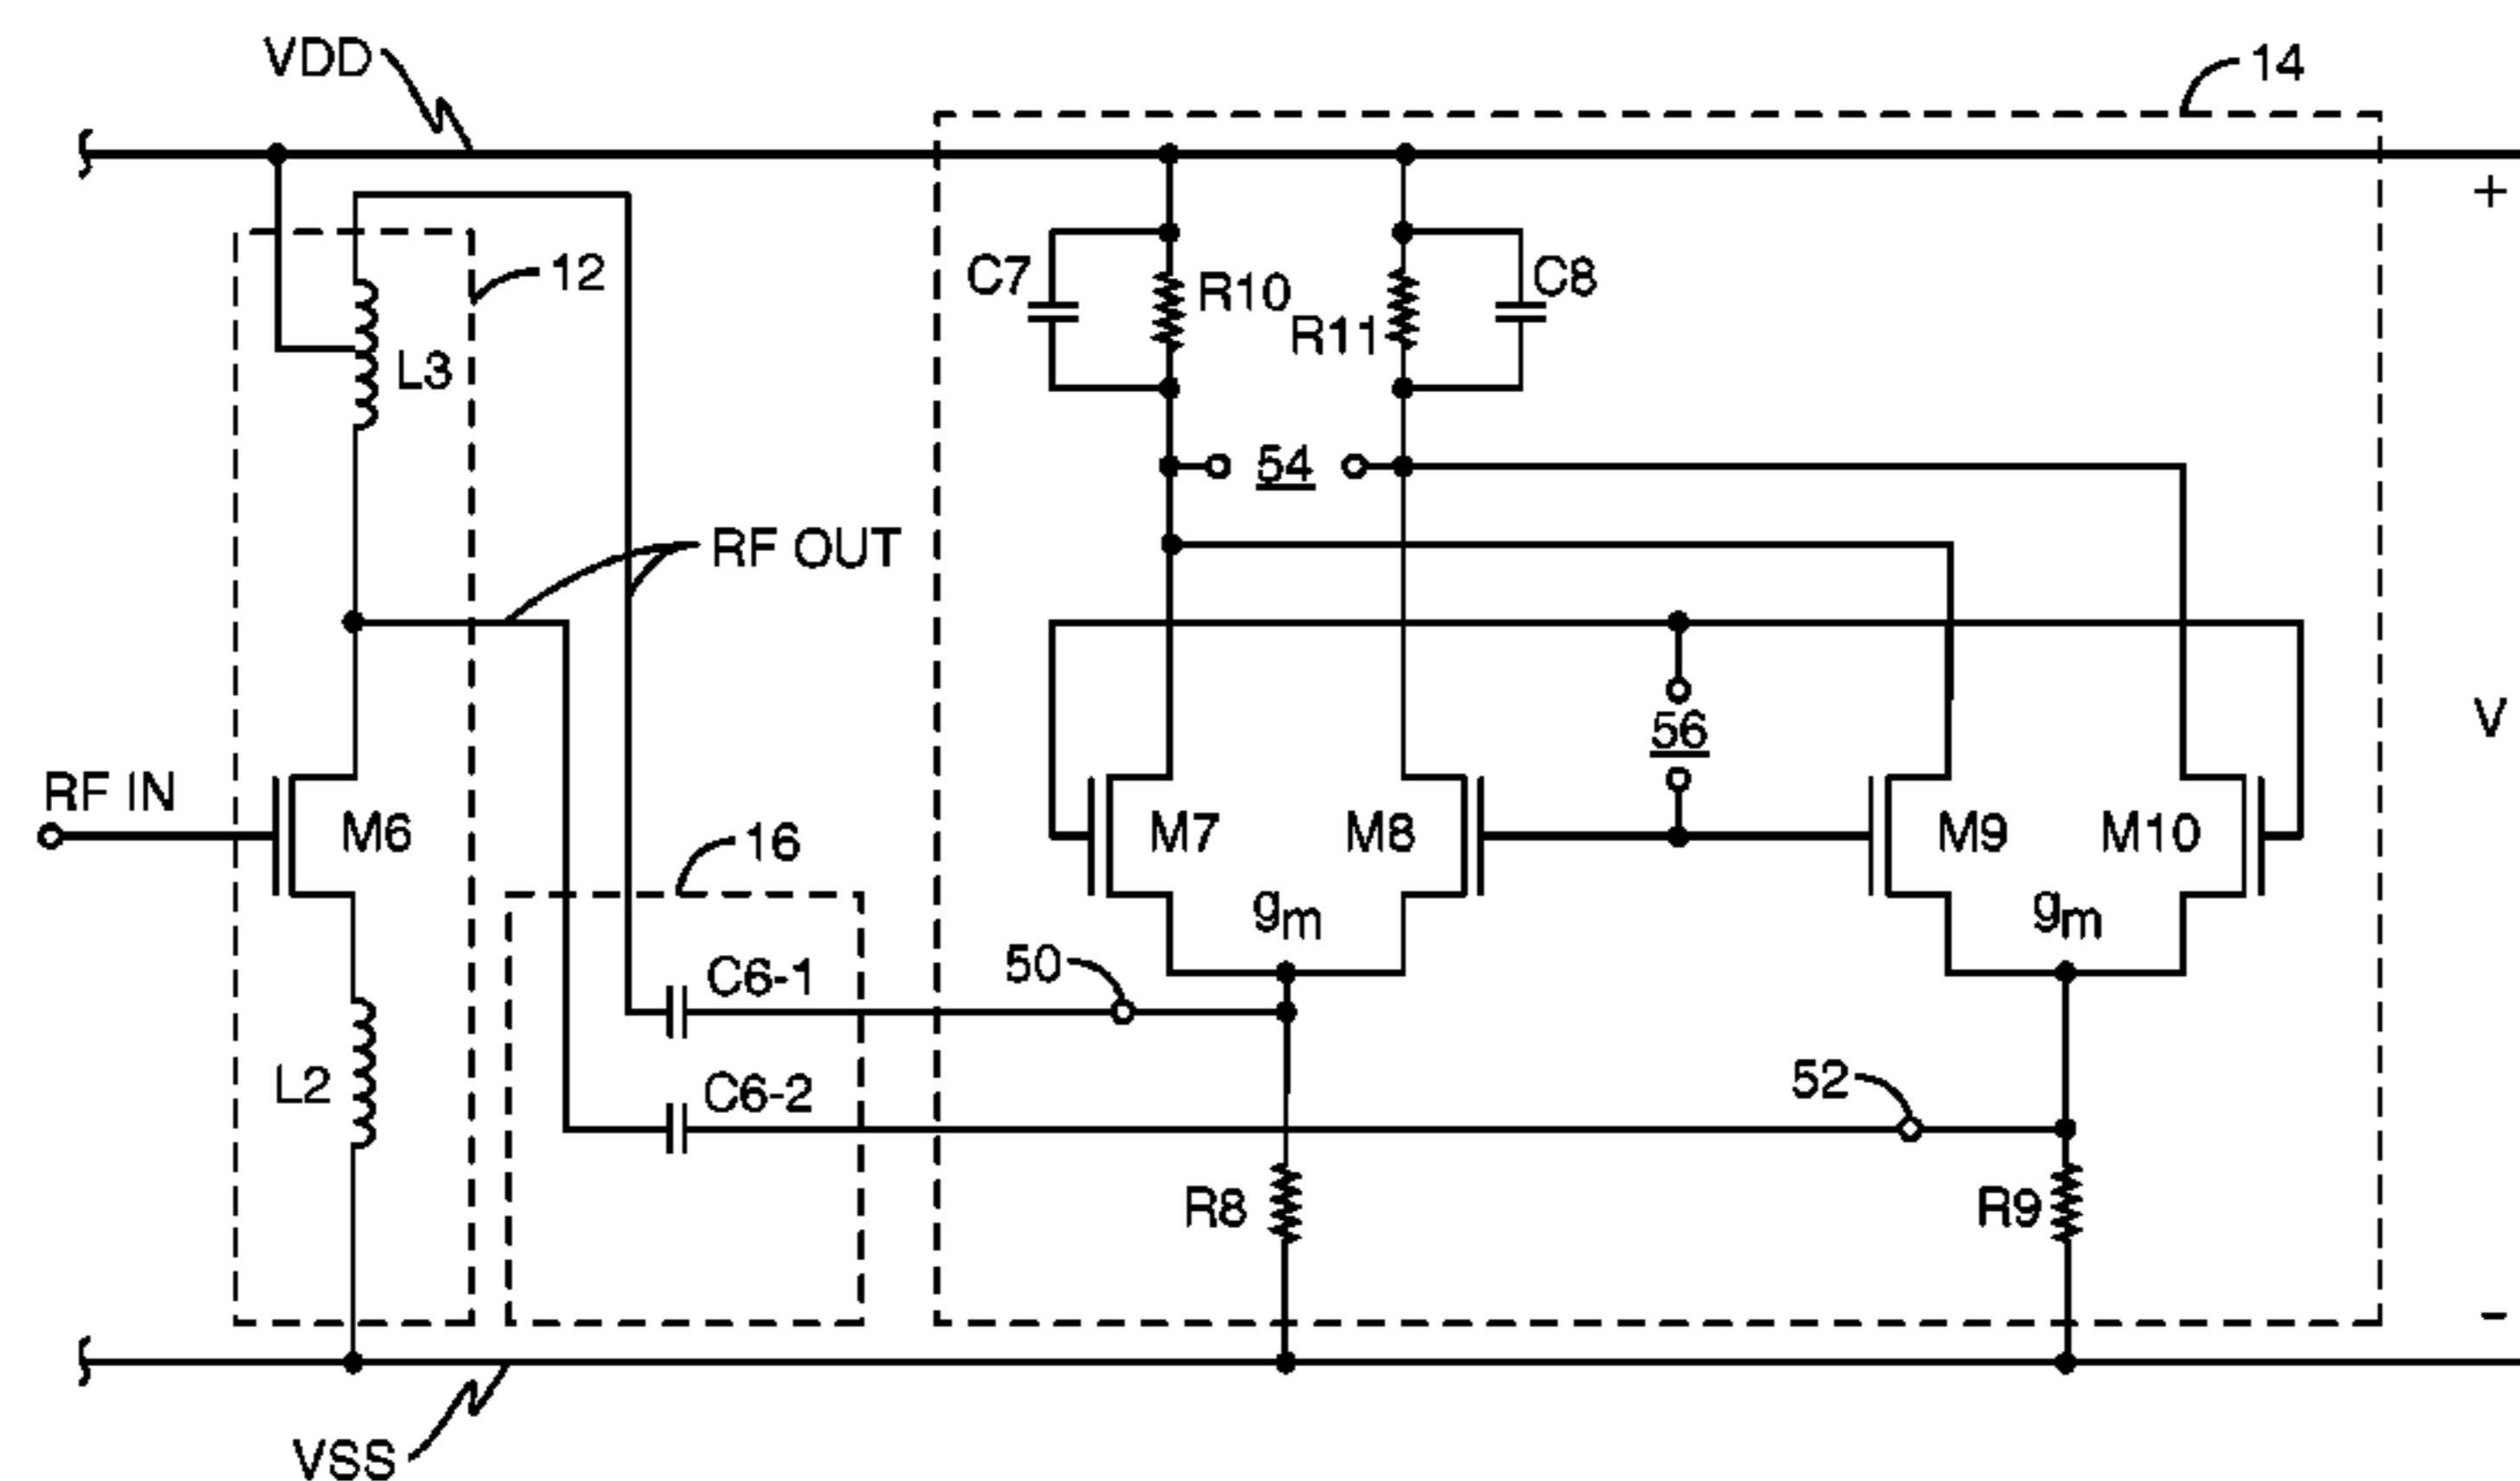 VDD
14
+
12
C7
R10
R11
C8
L3
54
RF OUT
56
V
RF IN
M6
16
M7
M8
M9
M10
gm
gm
50
C6-1
52
L2
C6-2
R8
R9
-
VSS